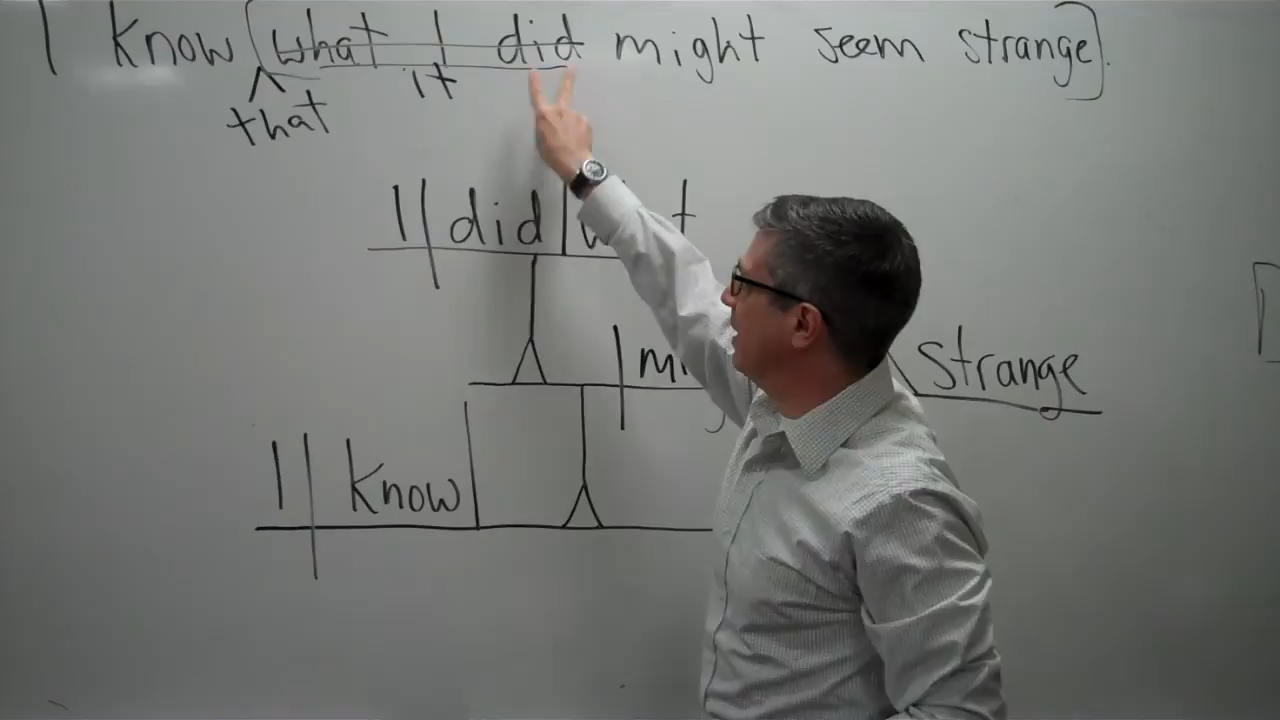 I know [what I did might seem strange].
that it
I did w t
mi strange
I know